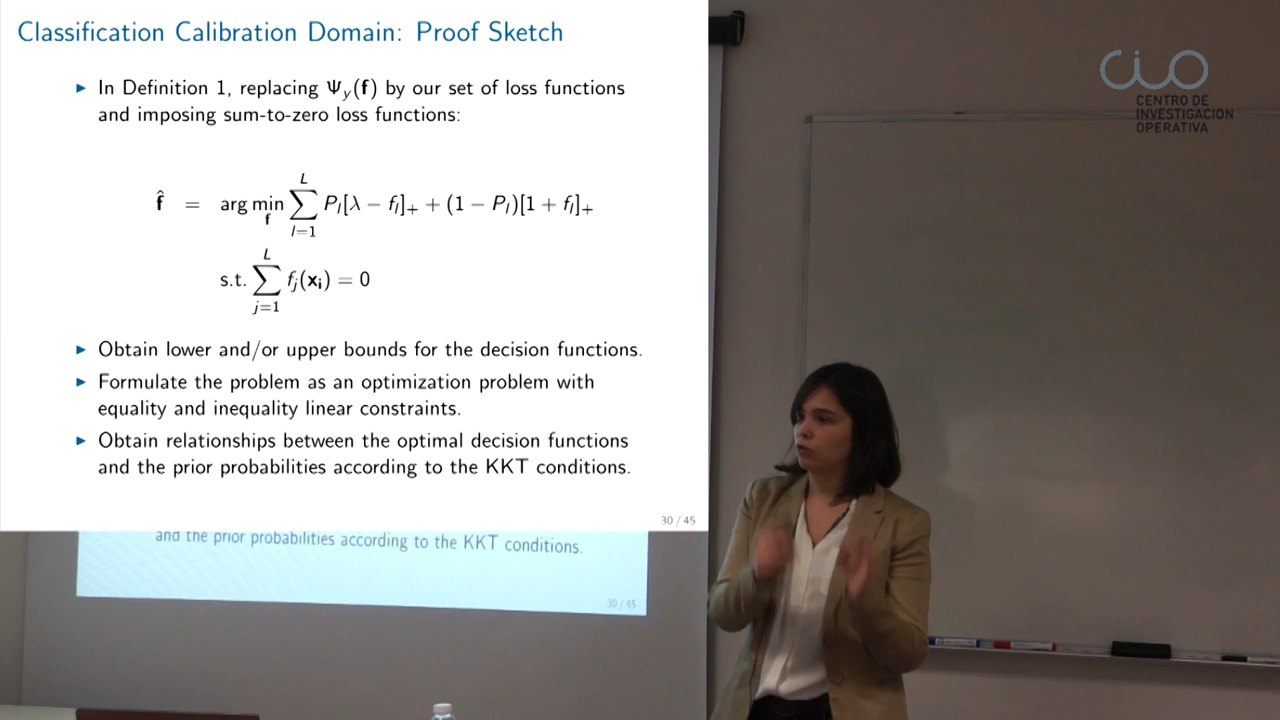 Classification Calibration Domain: Proof Sketch
▶ In Definition 1, replacing Ψ_y(f) by our set of loss functions
and imposing sum-to-zero loss functions:
f̂ = arg min_f ∑_{l=1}^{L} P_l[λ − f_l]_+ + (1 − P_l)[1 + f_l]_+
s.t. ∑_{j=1}^{L} f_j(x_i) = 0
▶ Obtain lower and/or upper bounds for the decision functions.
▶ Formulate the problem as an optimization problem with
equality and inequality linear constraints.
▶ Obtain relationships between the optimal decision functions
and the prior probabilities according to the KKT conditions.
30 / 45
and the prior probabilities according to the KKT conditions.
30 / 45
CIO
CENTRO DE
INVESTIGACION
OPERATIVA